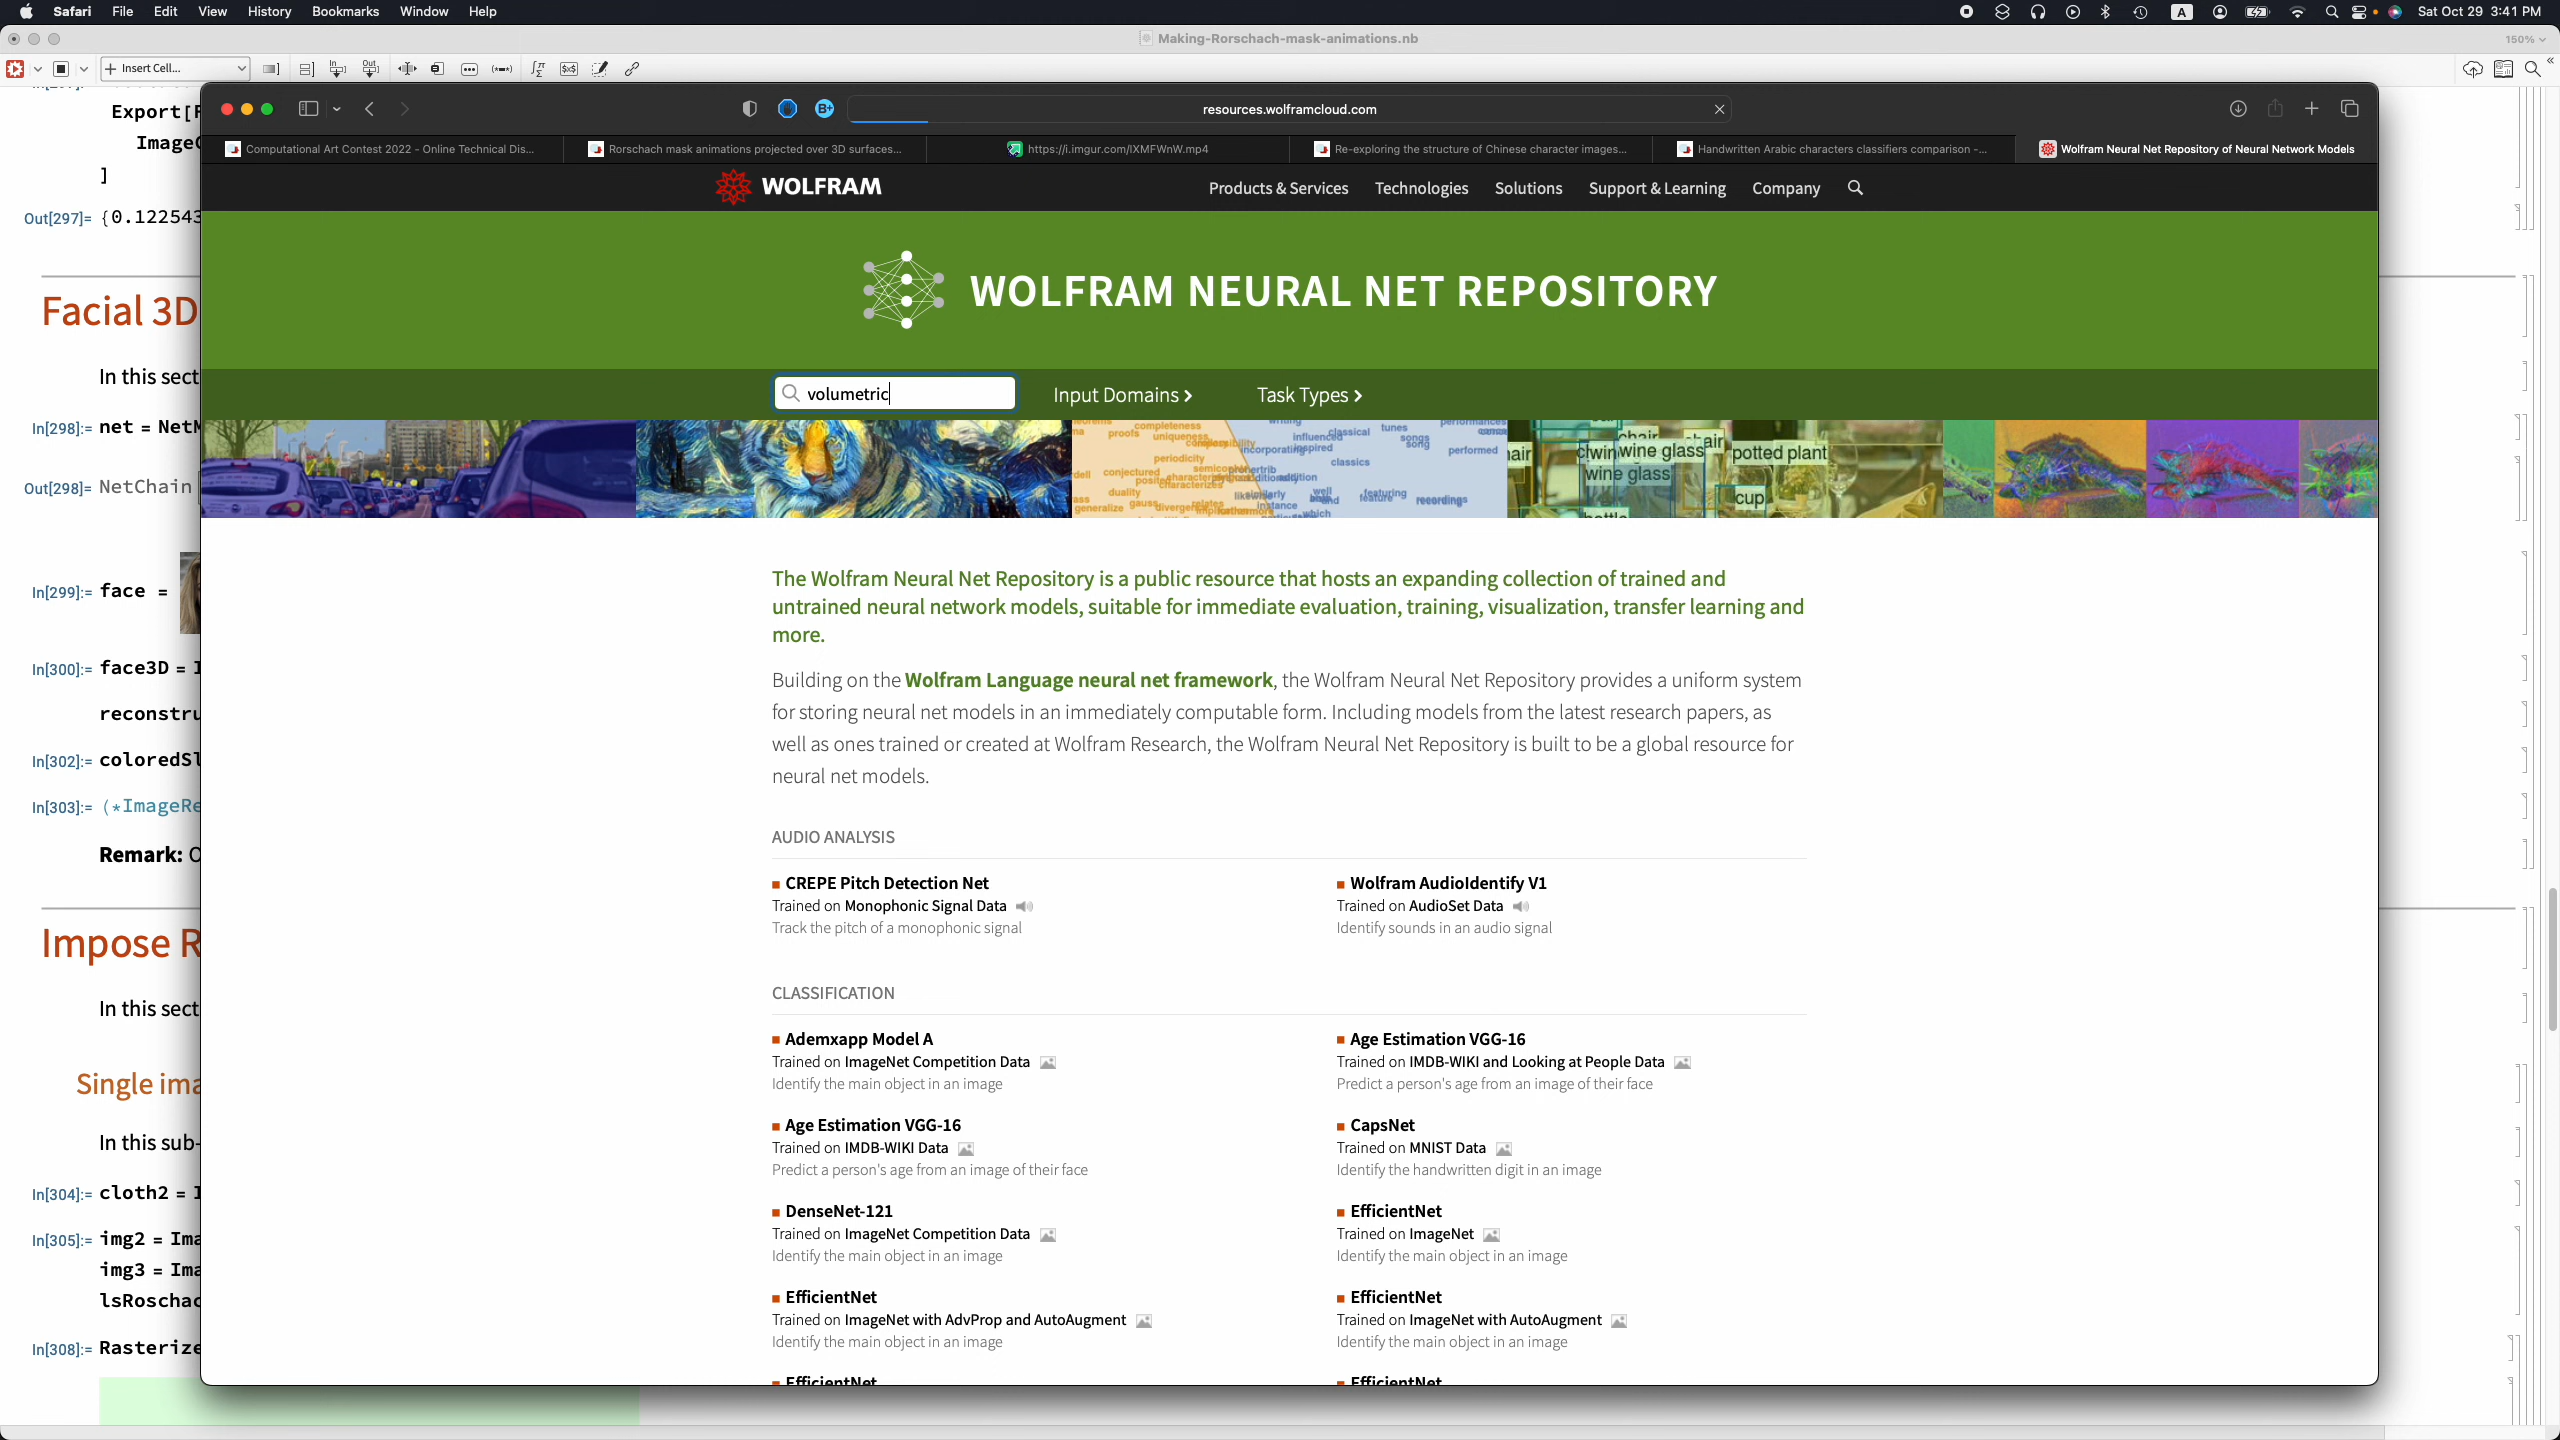 Safari File Edit View History Bookmarks Window Help
A
Sat Oct 29 3:41 PM
Making-Rorschach-mask-animations.nb
150%
Insert Cell...
resources.wolframcloud.com
Computational Art Contest 2022 - Online Technical Dis...
Rorschach mask animations projected over 3D surfaces...
https://i.imgur.com/IXMFWnW.mp4
Re-exploring the structure of Chinese character images...
Handwritten Arabic characters classifiers comparison -...
Wolfram Neural Net Repository of Neural Network Models
WOLFRAM
Products & Services Technologies Solutions Support & Learning Company
WOLFRAM NEURAL NET REPOSITORY
volumetric
Input Domains >
Task Types >
The Wolfram Neural Net Repository is a public resource that hosts an expanding collection of trained and
untrained neural network models, suitable for immediate evaluation, training, visualization, transfer learning and
more.
Building on the Wolfram Language neural net framework, the Wolfram Neural Net Repository provides a uniform system
for storing neural net models in an immediately computable form. Including models from the latest research papers, as
well as ones trained or created at Wolfram Research, the Wolfram Neural Net Repository is built to be a global resource for
neural net models.
AUDIO ANALYSIS
CREPE Pitch Detection Net
Trained on Monophonic Signal Data
Track the pitch of a monophonic signal
Wolfram AudioIdentify V1
Trained on AudioSet Data
Identify sounds in an audio signal
CLASSIFICATION
Ademxapp Model A
Trained on ImageNet Competition Data
Identify the main object in an image
Age Estimation VGG-16
Trained on IMDB-WIKI and Looking at People Data
Predict a person's age from an image of their face
Age Estimation VGG-16
Trained on IMDB-WIKI Data
Predict a person's age from an image of their face
CapsNet
Trained on MNIST Data
Identify the handwritten digit in an image
DenseNet-121
Trained on ImageNet Competition Data
Identify the main object in an image
EfficientNet
Trained on ImageNet
Identify the main object in an image
EfficientNet
Trained on ImageNet with AdvProp and AutoAugment
Identify the main object in an image
EfficientNet
Trained on ImageNet with AutoAugment
Identify the main object in an image
EfficientNet
EfficientNet
Export[
Image
]
Out[297]= {0.122543
Facial 3D
In this sect
In[298]:= net = Net
Out[298]= NetChain
In[299]:= face =
In[300]:= face3D =
reconstru
In[302]:= coloredSl
In[303]:= (*ImageRe
Remark:
Impose R
In this sect
Single ima
In this sub-
In[304]:= cloth2 =
In[305]:= img2 = Ima
img3 = Ima
lsRoschac
In[308]:= Rasterize